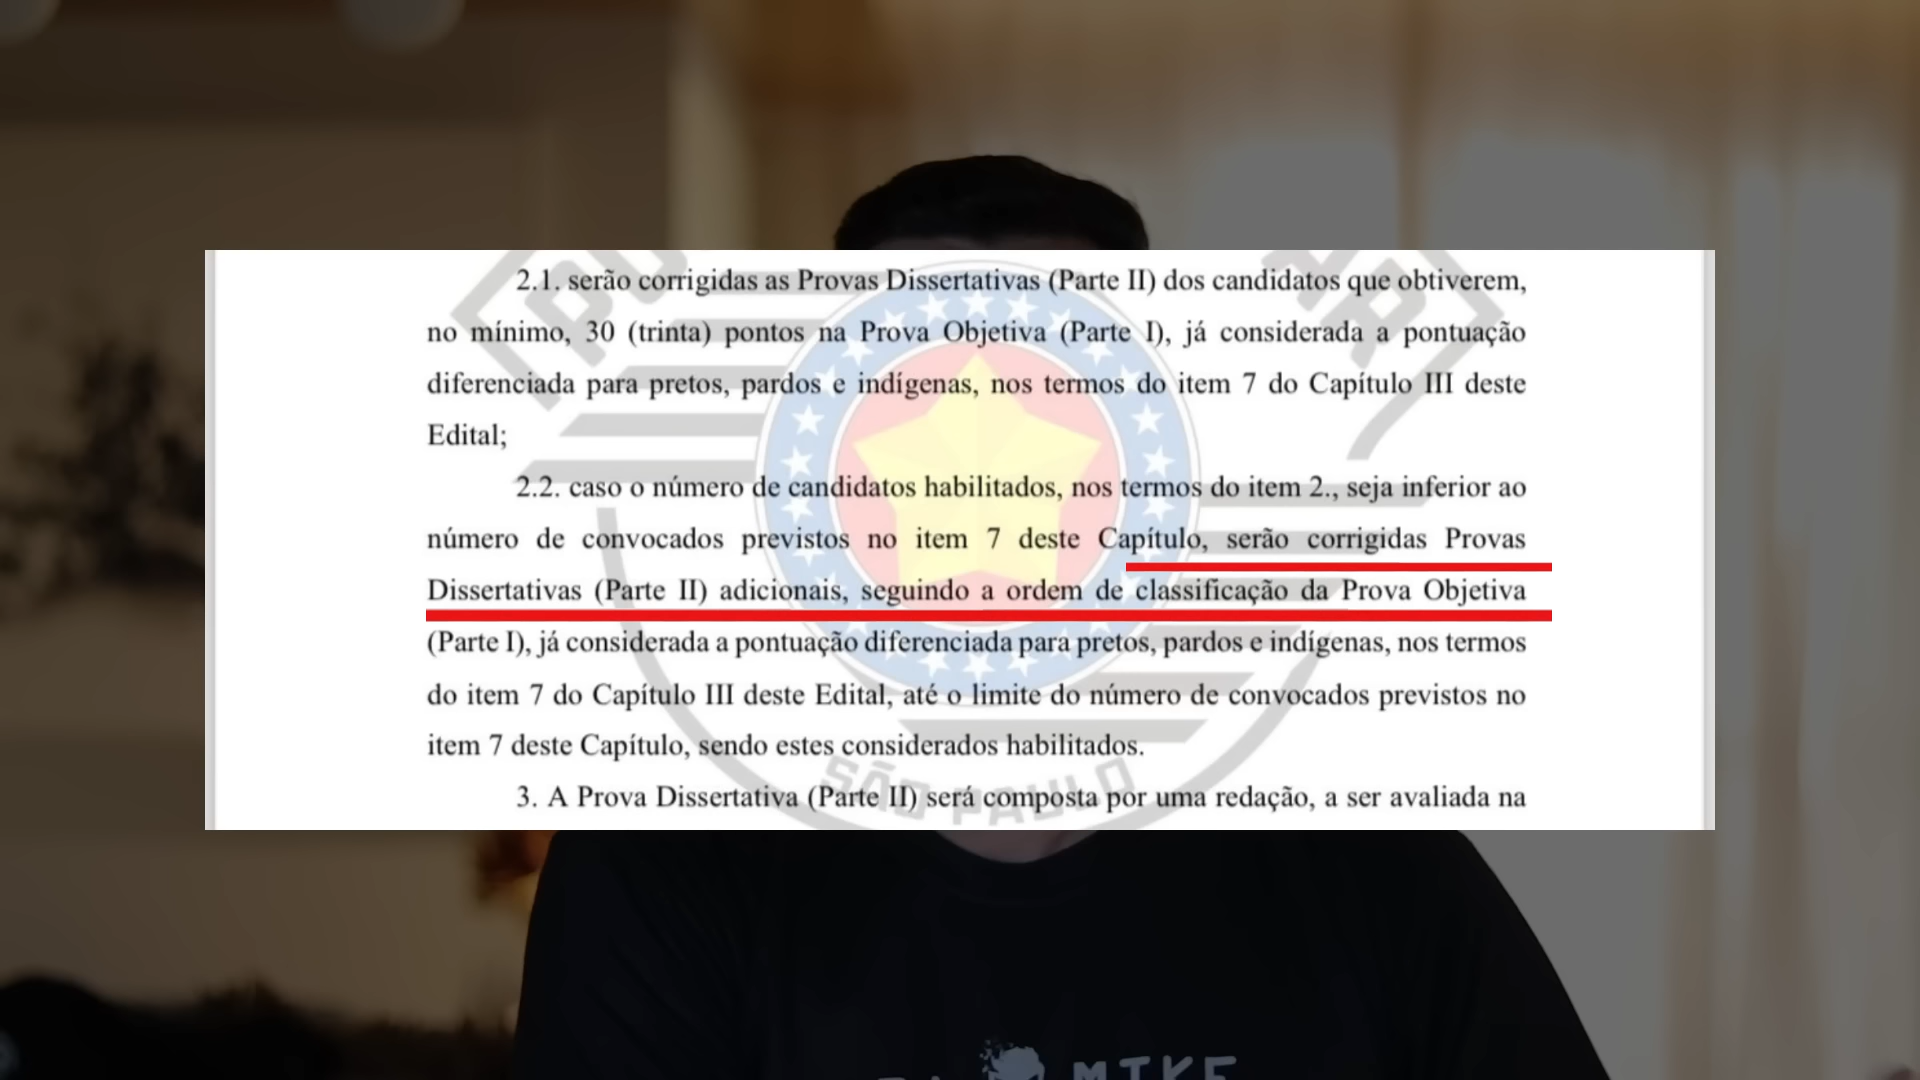 2.1. serão corrigidas as Provas Dissertativas (Parte II) dos candidatos que obtiverem,
no mínimo, 30 (trinta) pontos na Prova Objetiva (Parte I), já considerada a pontuação
diferenciada para pretos, pardos e indígenas, nos termos do item 7 do Capítulo III deste
Edital;
2.2. caso o número de candidatos habilitados, nos termos do item 2., seja inferior ao
número de convocados previstos no item 7 deste Capítulo, serão corrigidas Provas
Dissertativas (Parte II) adicionais, seguindo a ordem de classificação da Prova Objetiva
(Parte I), já considerada a pontuação diferenciada para pretos, pardos e indígenas, nos termos
do item 7 do Capítulo III deste Edital, até o limite do número de convocados previstos no
item 7 deste Capítulo, sendo estes considerados habilitados.
SÃO PAULO
3. A Prova Dissertativa (Parte II) será composta por uma redação, a ser avaliada na
MIKE